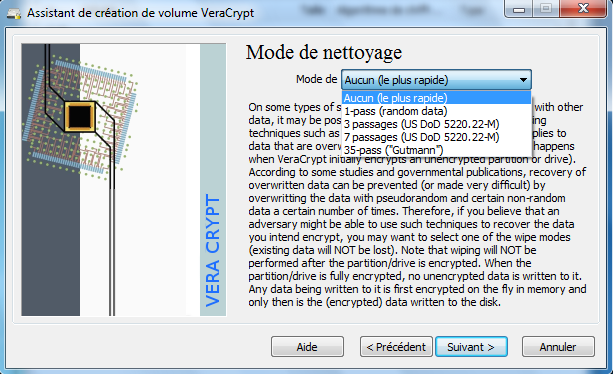 Assistant de création de volume VeraCrypt
Mode de nettoyage
Mode de Aucun (le plus rapide)
Aucun (le plus rapide)
1-pass (random data)
3 passages (US DoD 5220.22-M)
7 passages (US DoD 5220.22-M)
35-pass ("Gutmann")
On some types of s with other
data, it may be possi ing
techniques such as plies to
data that are overw happens
when VeraCrypt initially encrypts an unencrypted partition or drive).
According to some studies and governmental publications, recovery of
overwritten data can be prevented (or made very difficult) by
overwritting the data with pseudorandom and certain non-random
data a certain number of times. Therefore, if you believe that an
adversary might be able to use such techniques to recover the data
you intend encrypt, you may want to select one of the wipe modes
(existing data will NOT be lost). Note that wiping will NOT be
performed after the partition/drive is encrypted. When the
partition/drive is fully encrypted, no unencrypted data is written to it.
Any data being written to it is first encrypted on the fly in memory and
only then is the (encrypted) data written to the disk.
VERA CRYPT
Aide
< Précédent
Suivant >
Annuler